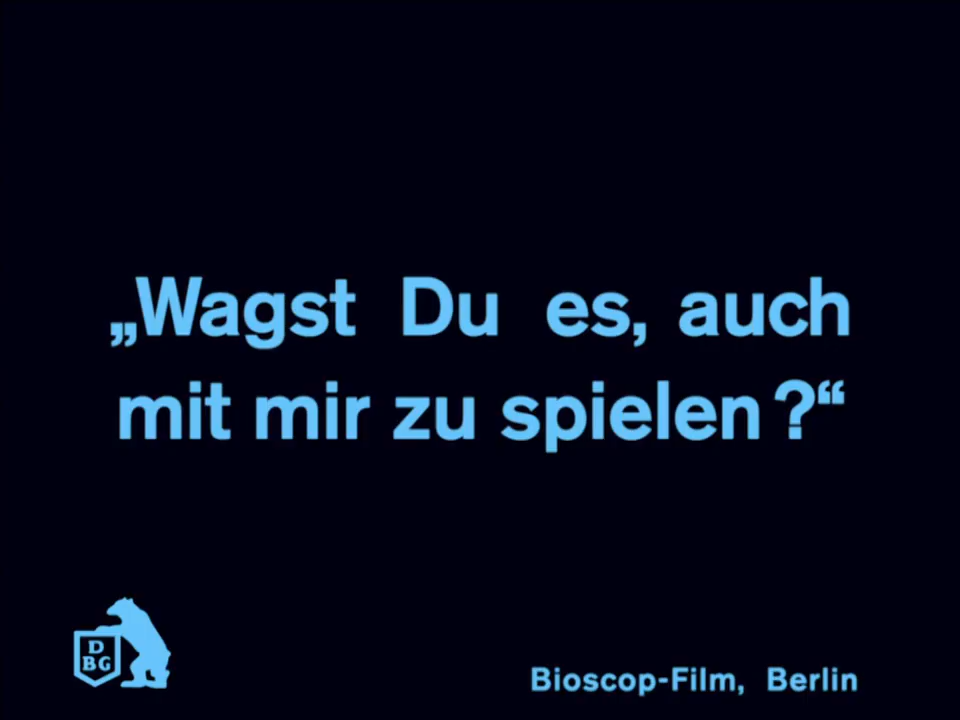 „Wagst Du es, auch
mit mir zu spielen?“
D
BG
Bioscop-Film, Berlin